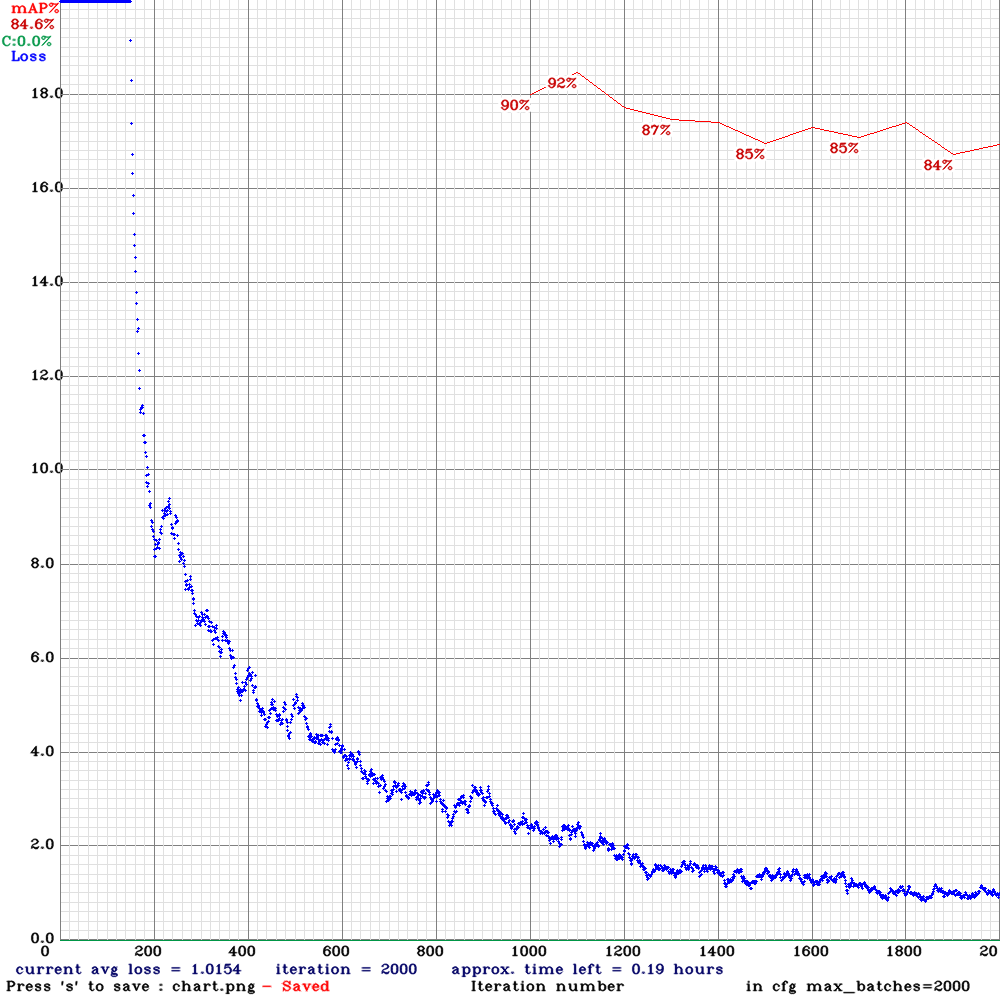 mAP%
84.6%
C:0.0%
Loss
92%
90%
87%
85%
85%
84%
18.0
16.0
14.0
12.0
10.0
8.0
6.0
4.0
2.0
0.0
0 200 400 600 800 1000 1200 1400 1600 1800 20
current avg loss = 1.0154 iteration = 2000 approx. time left = 0.19 hours
Press 's' to save : chart.png - Saved Iteration number in cfg max_batches=2000